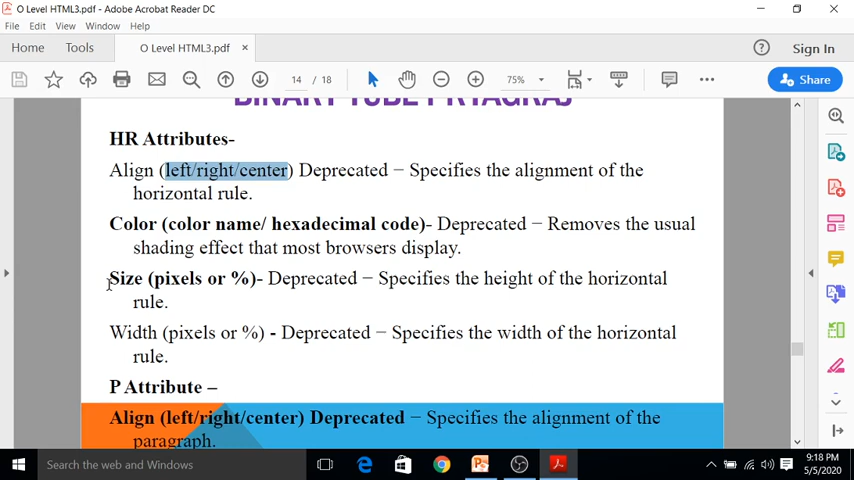 O Level HTML3.pdf - Adobe Acrobat Reader DC
File Edit View Window Help
Home Tools O Level HTML3.pdf × Sign In
14 / 18 75% Share
BINARY TUBE PRYAGRAJ
HR Attributes-
Align (left/right/center) Deprecated − Specifies the alignment of the
horizontal rule.
Color (color name/ hexadecimal code)- Deprecated − Removes the usual
shading effect that most browsers display.
Size (pixels or %)- Deprecated − Specifies the height of the horizontal
rule.
Width (pixels or %) - Deprecated − Specifies the width of the horizontal
rule.
P Attribute –
Align (left/right/center) Deprecated − Specifies the alignment of the
paragraph.
Search the web and Windows
9:18 PM
5/5/2020